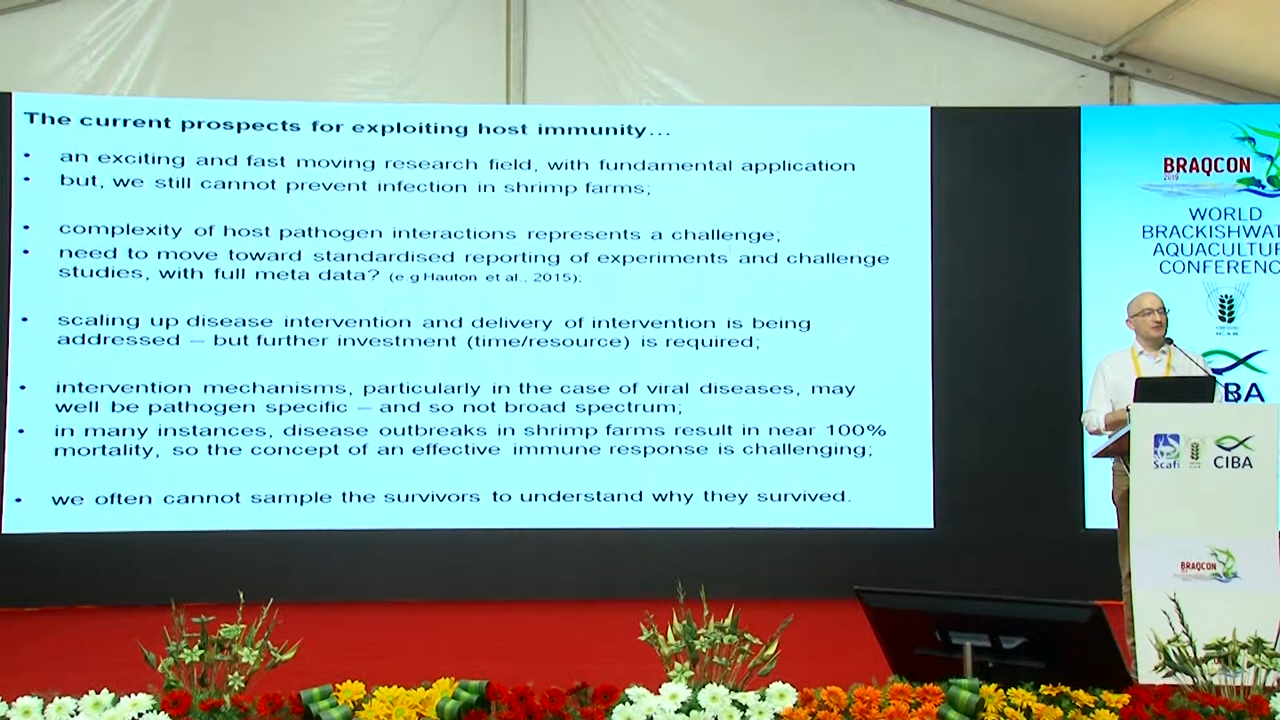 The current prospects for exploiting host immunity…
• an exciting and fast moving research field, with fundamental application
• but, we still cannot prevent infection in shrimp farms;
• complexity of host pathogen interactions represents a challenge;
• need to move toward standardised reporting of experiments and challenge
studies, with full meta data? (e.g Hauton et al., 2015);
• scaling up disease intervention and delivery of intervention is being
addressed – but further investment (time/resource) is required;
• intervention mechanisms, particularly in the case of viral diseases, may
well be pathogen specific – and so not broad spectrum;
• in many instances, disease outbreaks in shrimp farms result in near 100%
mortality, so the concept of an effective immune response is challenging;
• we often cannot sample the survivors to understand why they survived.
BRAQCON
2019
WORLD
BRACKISHWAT
AQUACULTUR
CONFERENC
ICAR
BA
Scafi
CIBA
BRAQCON